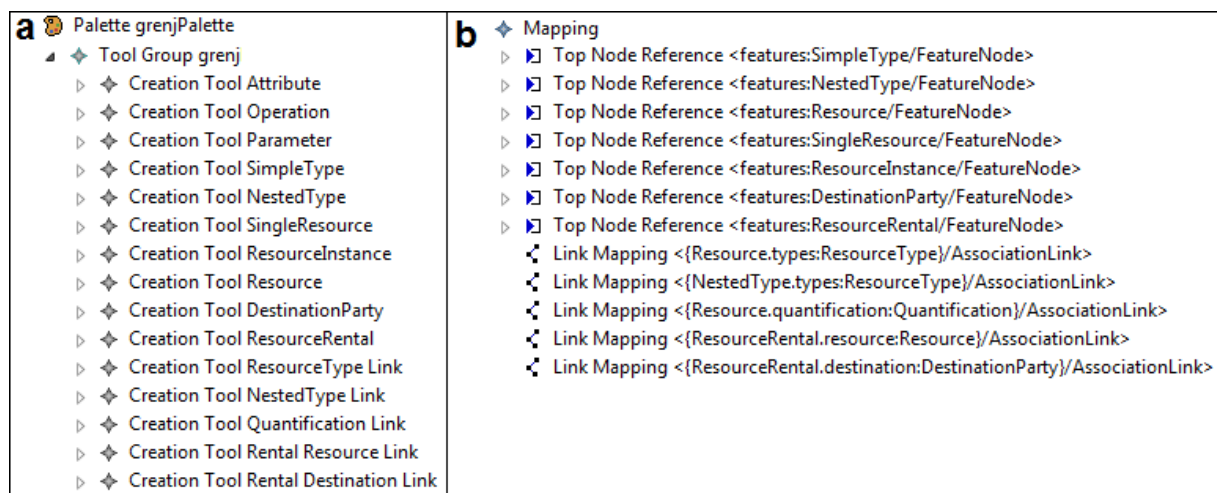 a
Palette grenjPalette
Tool Group grenj
Creation Tool Attribute
Creation Tool Operation
Creation Tool Parameter
Creation Tool SimpleType
Creation Tool NestedType
Creation Tool SingleResource
Creation Tool ResourceInstance
Creation Tool Resource
Creation Tool DestinationParty
Creation Tool ResourceRental
Creation Tool ResourceType Link
Creation Tool NestedType Link
Creation Tool Quantification Link
Creation Tool Rental Resource Link
Creation Tool Rental Destination Link
b
Mapping
Top Node Reference <features:SimpleType/FeatureNode>
Top Node Reference <features:NestedType/FeatureNode>
Top Node Reference <features:Resource/FeatureNode>
Top Node Reference <features:SingleResource/FeatureNode>
Top Node Reference <features:ResourceInstance/FeatureNode>
Top Node Reference <features:DestinationParty/FeatureNode>
Top Node Reference <features:ResourceRental/FeatureNode>
Link Mapping <{Resource.types:ResourceType}/AssociationLink>
Link Mapping <{NestedType.types:ResourceType}/AssociationLink>
Link Mapping <{Resource.quantification:Quantification}/AssociationLink>
Link Mapping <{ResourceRental.resource:Resource}/AssociationLink>
Link Mapping <{ResourceRental.destination:DestinationParty}/AssociationLink>